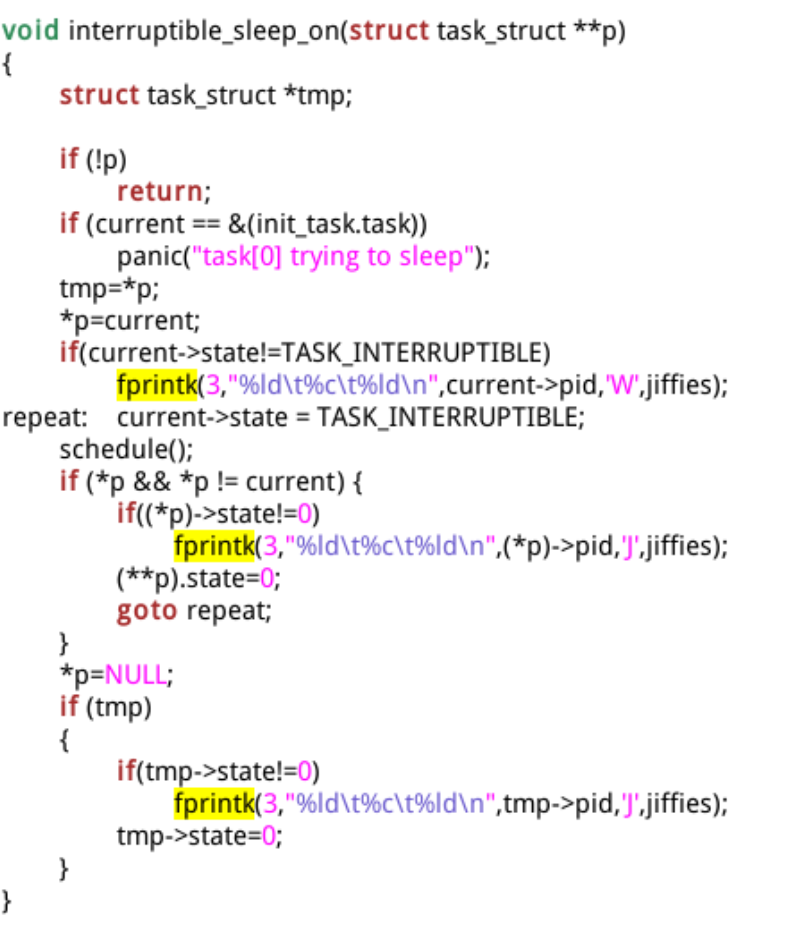 void interruptible_sleep_on(struct task_struct **p)
{
struct task_struct *tmp;
if (!p)
return;
if (current == &(init_task.task))
panic("task[0] trying to sleep");
tmp=*p;
*p=current;
if(current->state!=TASK_INTERRUPTIBLE)
fprintk(3,"%ld\t%c\t%ld\n",current->pid,'W',jiffies);
repeat: current->state = TASK_INTERRUPTIBLE;
schedule();
if (*p && *p != current) {
if((*p)->state!=0)
fprintk(3,"%ld\t%c\t%ld\n",(*p)->pid,'J',jiffies);
(**p).state=0;
goto repeat;
}
*p=NULL;
if (tmp)
{
if(tmp->state!=0)
fprintk(3,"%ld\t%c\t%ld\n",tmp->pid,'J',jiffies);
tmp->state=0;
}
}